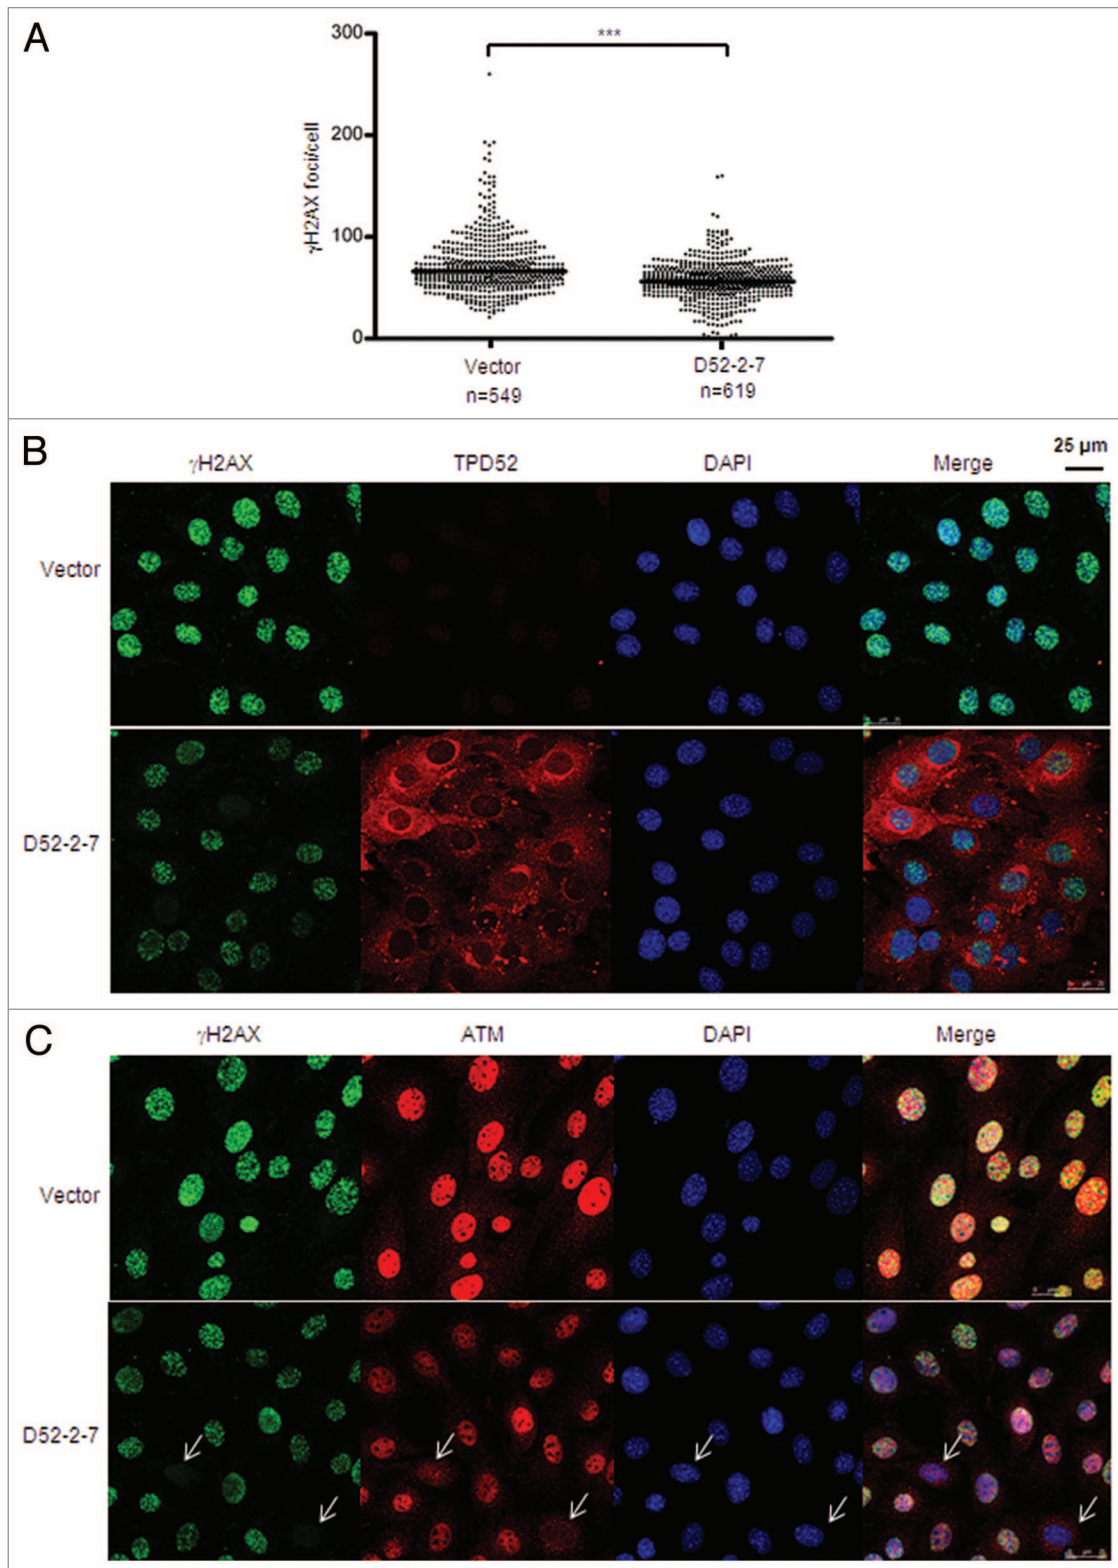 A
300
***
200
γH2AX foci/cell
100
0
Vector
D52-2-7
n=549
n=619
B
25 μm
γH2AX
TPD52
DAPI
Merge
Vector
D52-2-7
C
γH2AX
ATM
DAPI
Merge
Vector
D52-2-7